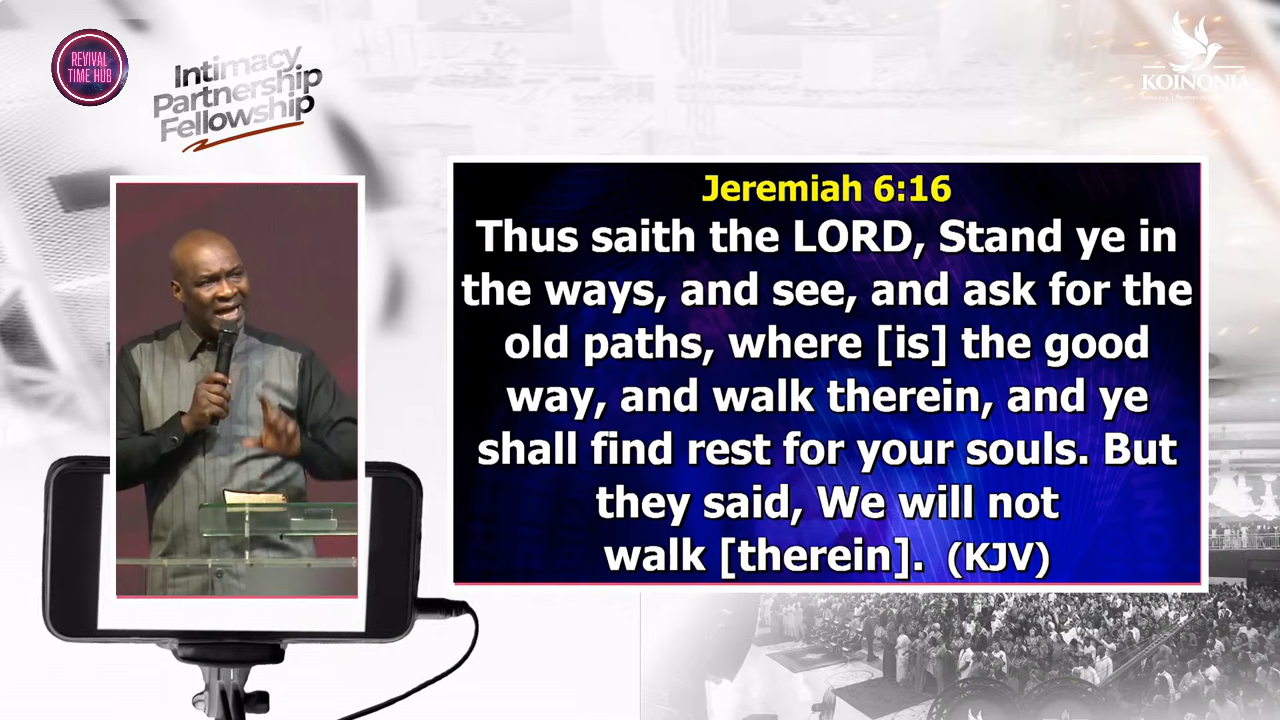 REVIVAL
TIME HUB
Intimacy
Partnership
Fellowship
KOINONIA
Jeremiah 6:16
Thus saith the LORD, Stand ye in
the ways, and see, and ask for the
old paths, where [is] the good
way, and walk therein, and ye
shall find rest for your souls. But
they said, We will not
walk [therein]. (KJV)